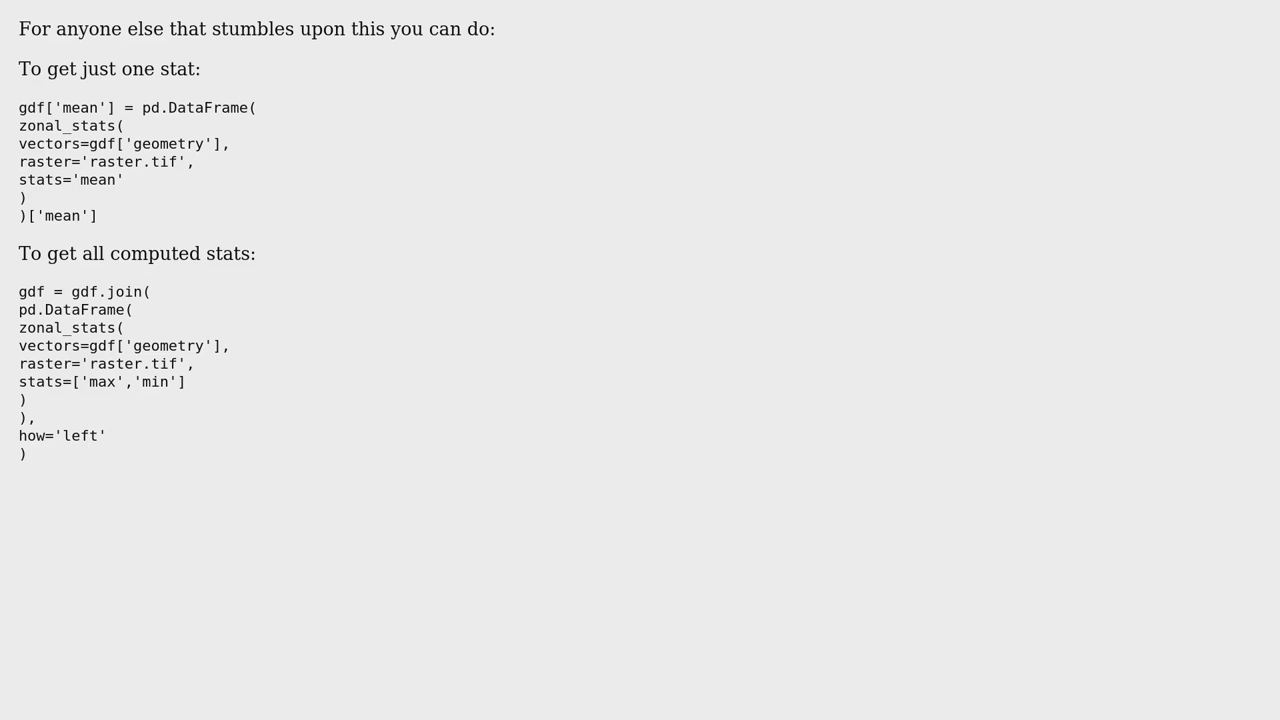 For anyone else that stumbles upon this you can do:
To get just one stat:
gdf['mean'] = pd.DataFrame(
zonal_stats(
vectors=gdf['geometry'],
raster='raster.tif',
stats='mean'
)
)['mean']
To get all computed stats:
gdf = gdf.join(
pd.DataFrame(
zonal_stats(
vectors=gdf['geometry'],
raster='raster.tif',
stats=['max','min']
)
),
how='left'
)